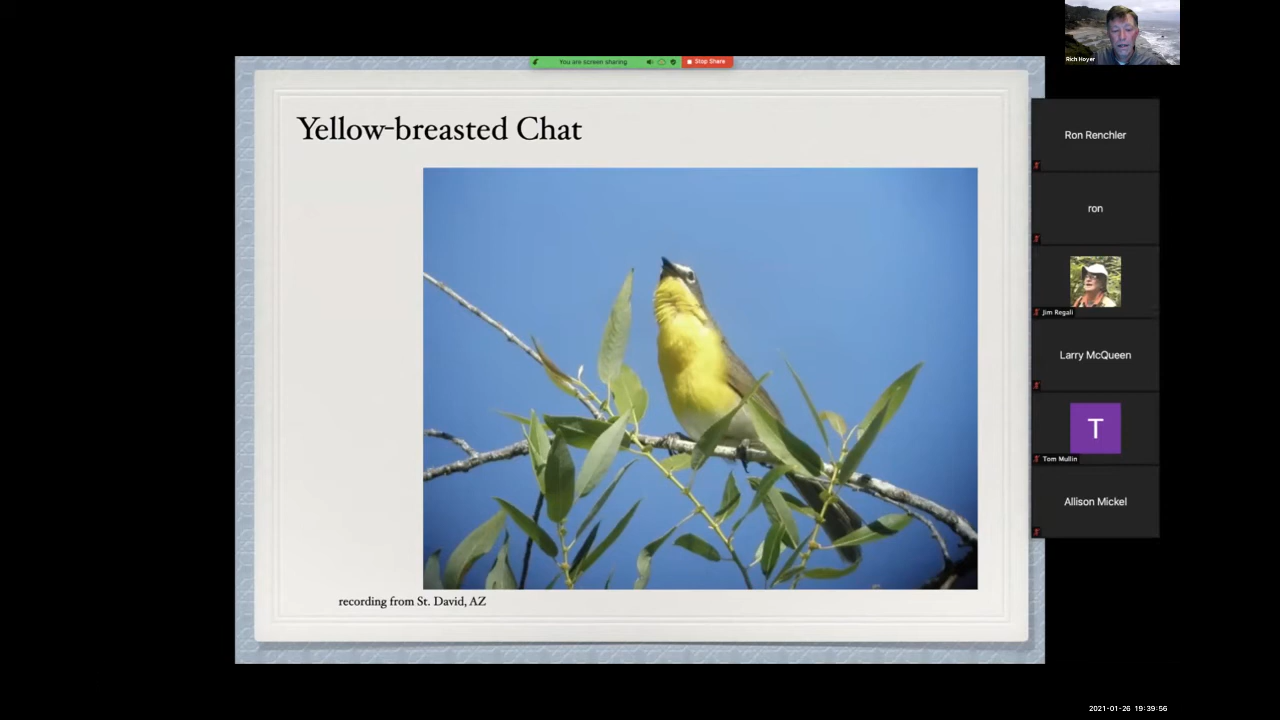 Rich Hoyer
You are screen sharing
Stop Share
Yellow-breasted Chat
Ron Renchler
ron
Jim Regali
Larry McQueen
T
Tom Mullin
Allison Mickel
recording from St. David, AZ
2021-01-26 19:39:56